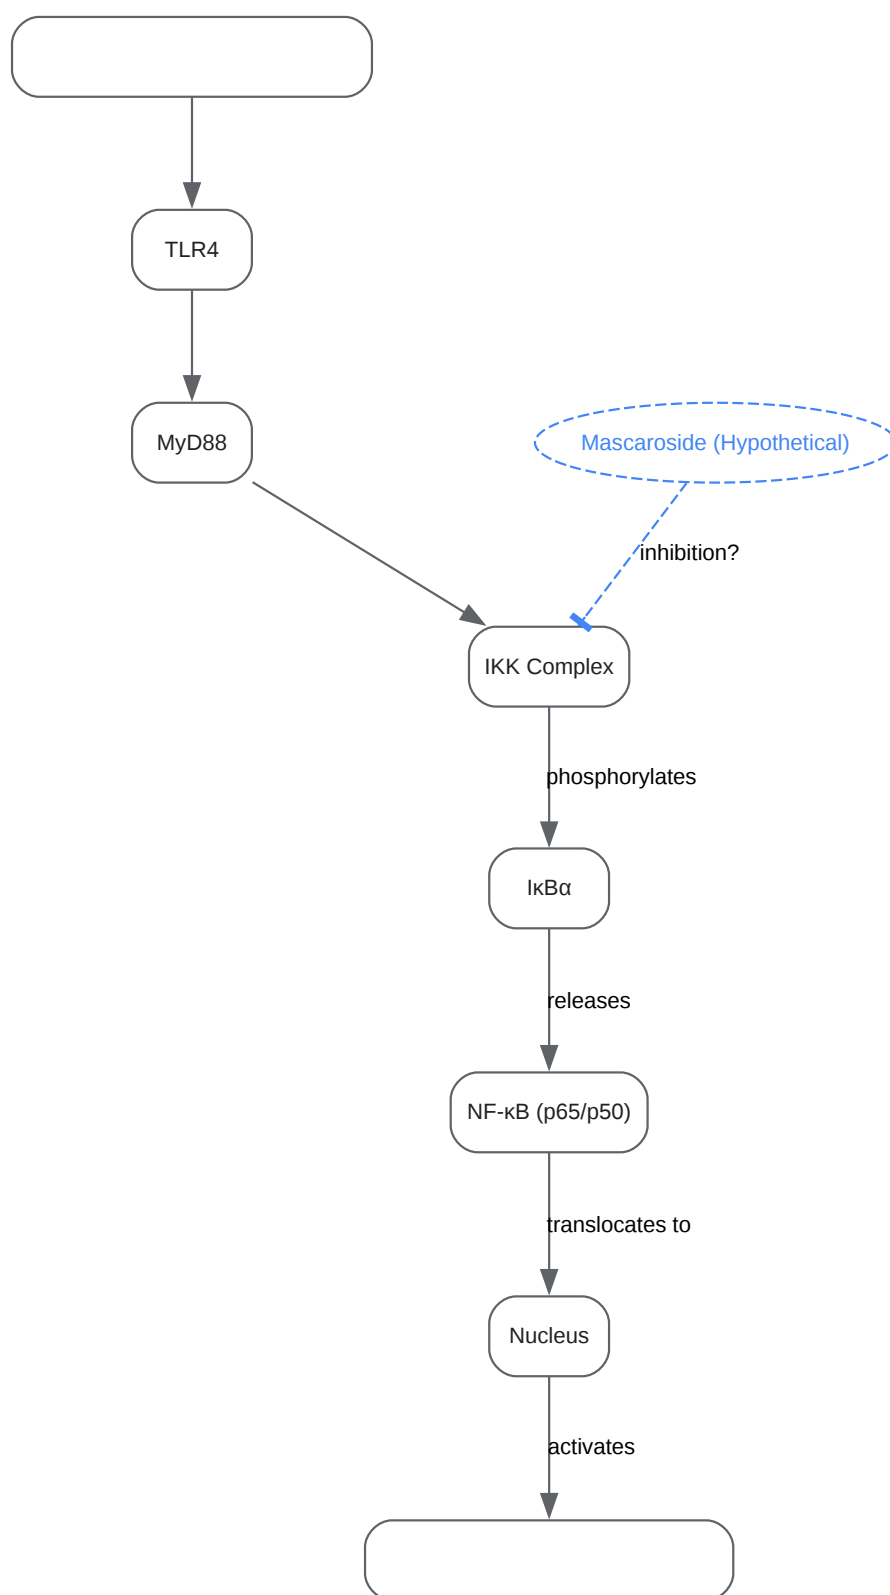 TLR4
MyD88
Mascaroside (Hypothetical)
inhibition?
IKK Complex
phosphorylates
IκBα
releases
NF-κB (p65/p50)
translocates to
Nucleus
activates